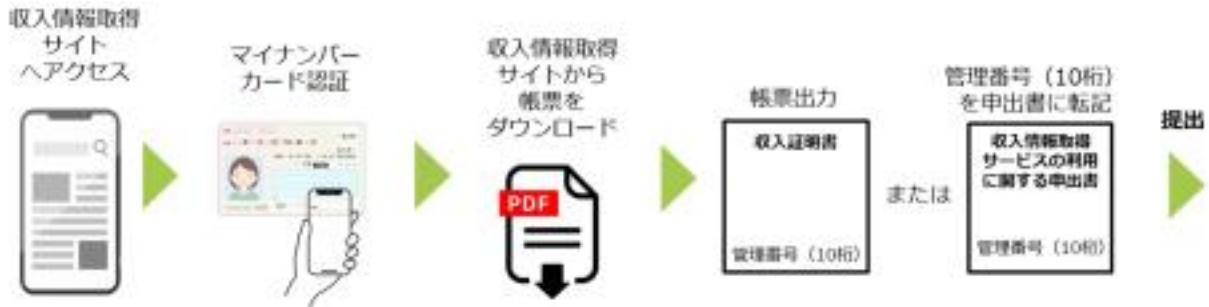 収入情報取得
サイト
へアクセス
マイナンバー
カード認証
収入情報取得
サイトから
帳票を
ダウンロード
PDF
帳票出力
収入証明書
管理番号（10桁）
または
管理番号（10桁）
を申出書に転記
収入情報取得
サービスの利用
に関する申出書
管理番号（10桁）
提出